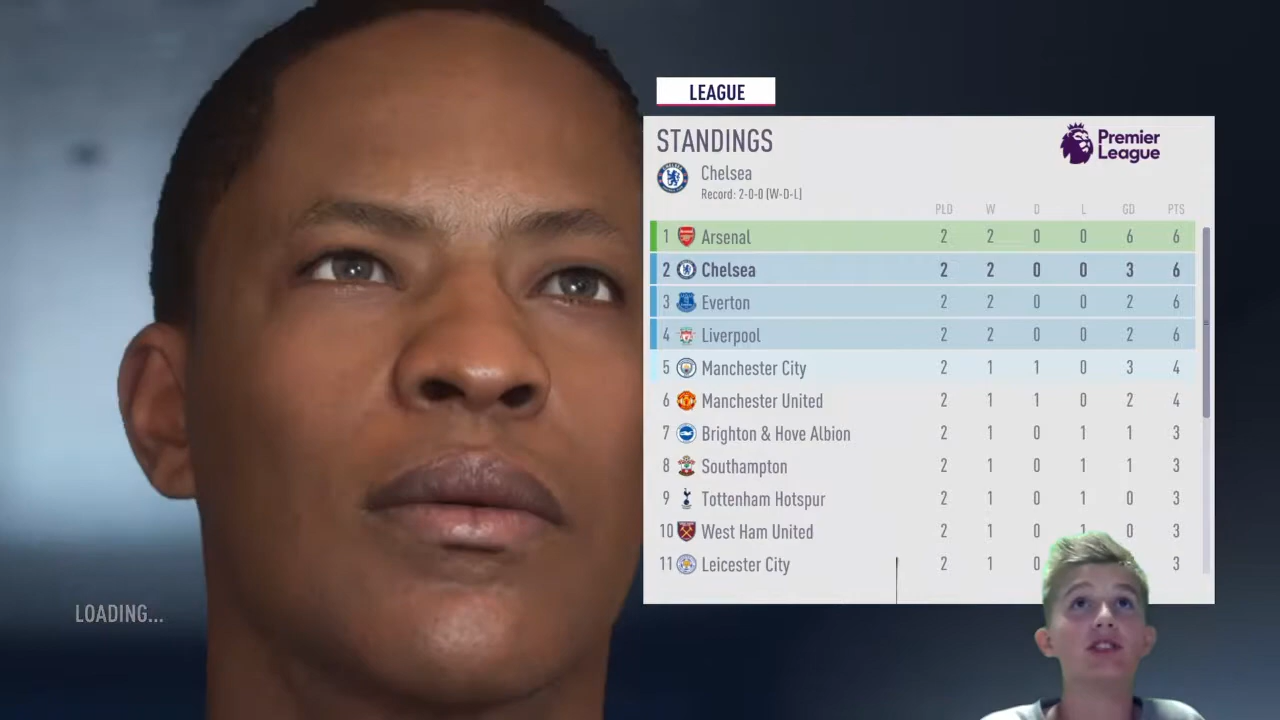 LEAGUE
STANDINGS
Premier
League
Chelsea
Record: 2-0-0 (W-D-L)
PLD W D L GD PTS
1 Arsenal 2 2 0 0 6 6
2 Chelsea 2 2 0 0 3 6
3 Everton 2 2 0 0 2 6
4 Liverpool 2 2 0 0 2 6
5 Manchester City 2 1 1 0 3 4
6 Manchester United 2 1 1 0 2 4
7 Brighton & Hove Albion 2 1 0 1 1 3
8 Southampton 2 1 0 1 1 3
9 Tottenham Hotspur 2 1 0 1 0 3
10 West Ham United 2 1 0 1 0 3
11 Leicester City 2 1 0 3
LOADING...